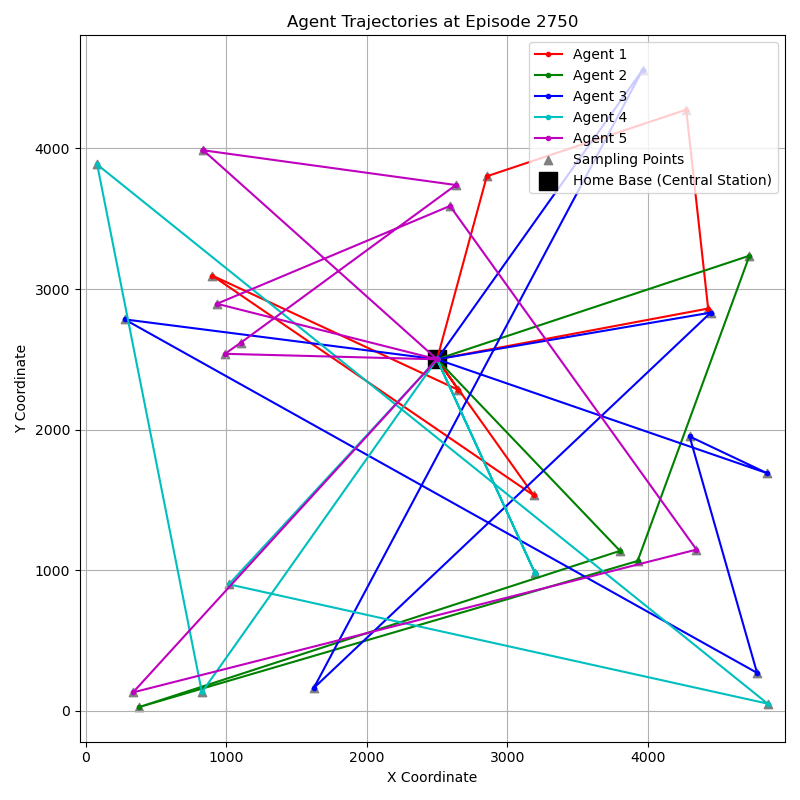 Agent Trajectories at Episode 2750
Agent 1
Agent 2
Agent 3
Agent 4
Agent 5
Sampling Points
Home Base (Central Station)
Y Coordinate
4000
3000
2000
1000
0
0 1000 2000 3000 4000
X Coordinate